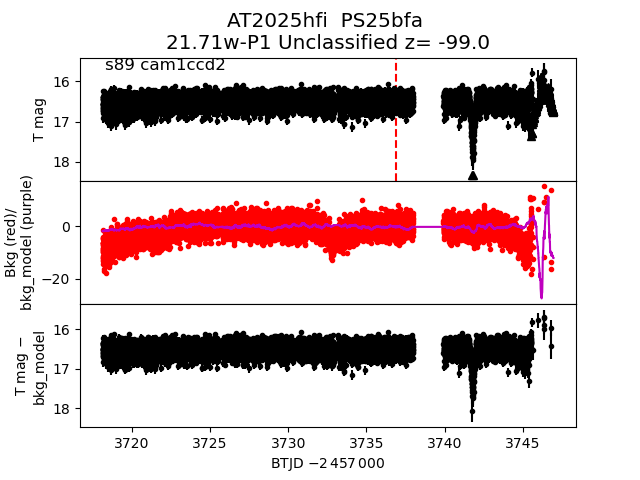 AT2025hfi  PS25bfa
21.71w-P1 Unclassified z= -99.0
s89 cam1ccd2
T mag
16
17
18
Bkg (red)/
bkg_model (purple)
0
−20
T mag −
bkg_model
16
17
18
3720 3725 3730 3735 3740 3745
BTJD −2 457 000